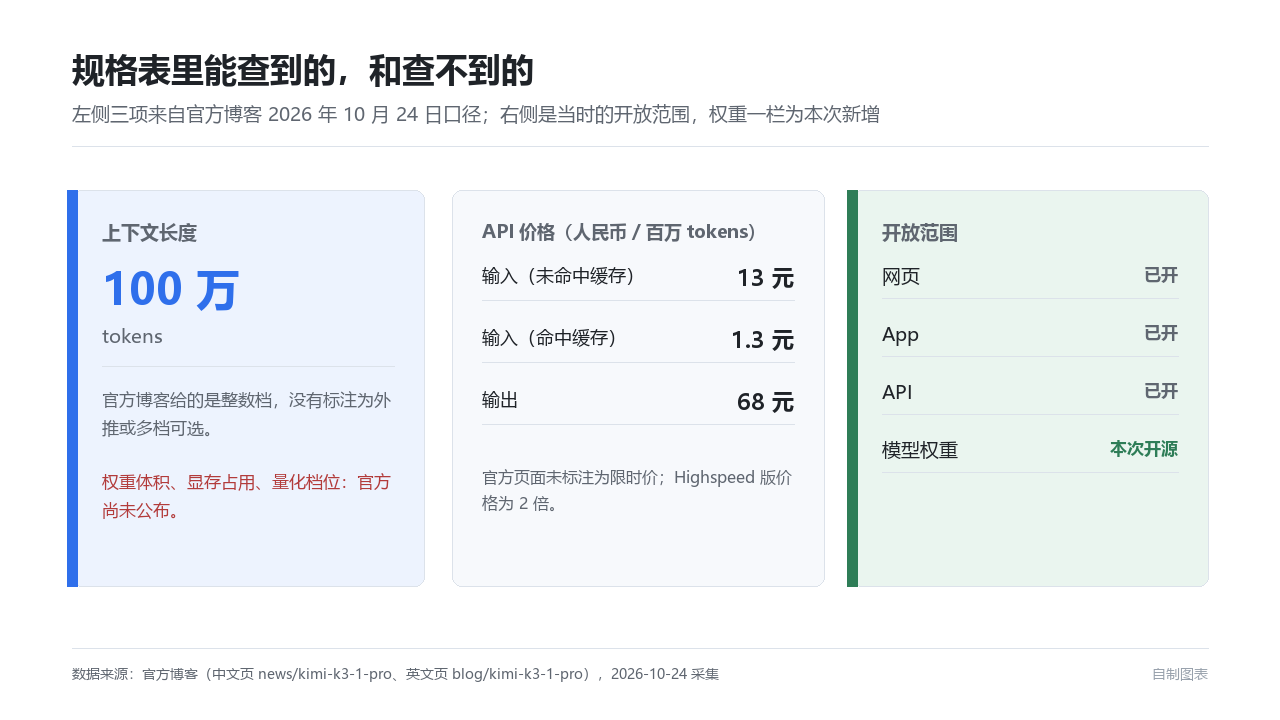 规格表里能查到的，和查不到的
左侧三项来自官方博客 2026 年 10 月 24 日口径；右侧是当时的开放范围，权重一栏为本次新增
上下文长度
100 万
tokens
官方博客给的是整数档，没有标注为外
推或多档可选。
权重体积、显存占用、量化档位：官方
尚未公布。
API 价格（人民币 / 百万 tokens）
输入（未命中缓存） 13 元
输入（命中缓存） 1.3 元
输出 68 元
官方页面未标注为限时价；Highspeed 版价
格为 2 倍。
开放范围
网页 已开
App 已开
API 已开
模型权重 本次开源
数据来源：官方博客（中文页 news/kimi-k3-1-pro、英文页 blog/kimi-k3-1-pro），2026-10-24 采集
自制图表